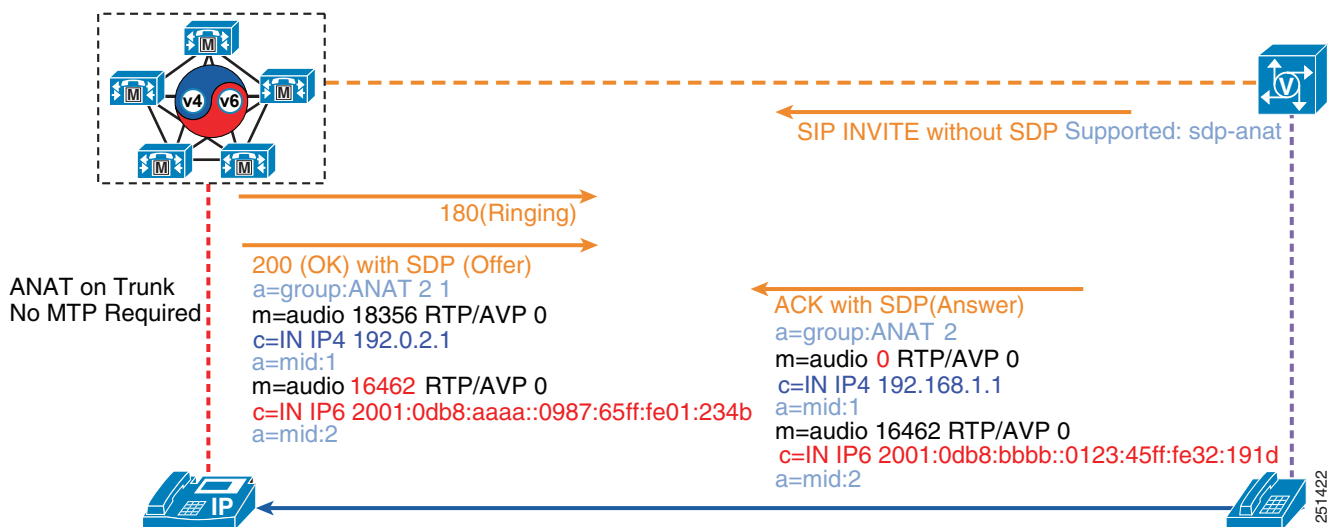 M
M
v4 v6
M
M
M
V
SIP INVITE without SDP Supported: sdp-anat
180(Ringing)
ANAT on Trunk
No MTP Required
200 (OK) with SDP (Offer)
a=group:ANAT 2 1
m=audio 18356 RTP/AVP 0
c=IN IP4 192.0.2.1
a=mid:1
m=audio 16462 RTP/AVP 0
c=IN IP6 2001:0db8:aaaa::0987:65ff:fe01:234b
a=mid:2
ACK with SDP(Answer)
a=group:ANAT 2
m=audio 0 RTP/AVP 0
c=IN IP4 192.168.1.1
a=mid:1
m=audio 16462 RTP/AVP 0
c=IN IP6 2001:0db8:bbbb::0123:45ff:fe32:191d
a=mid:2
IP
251422